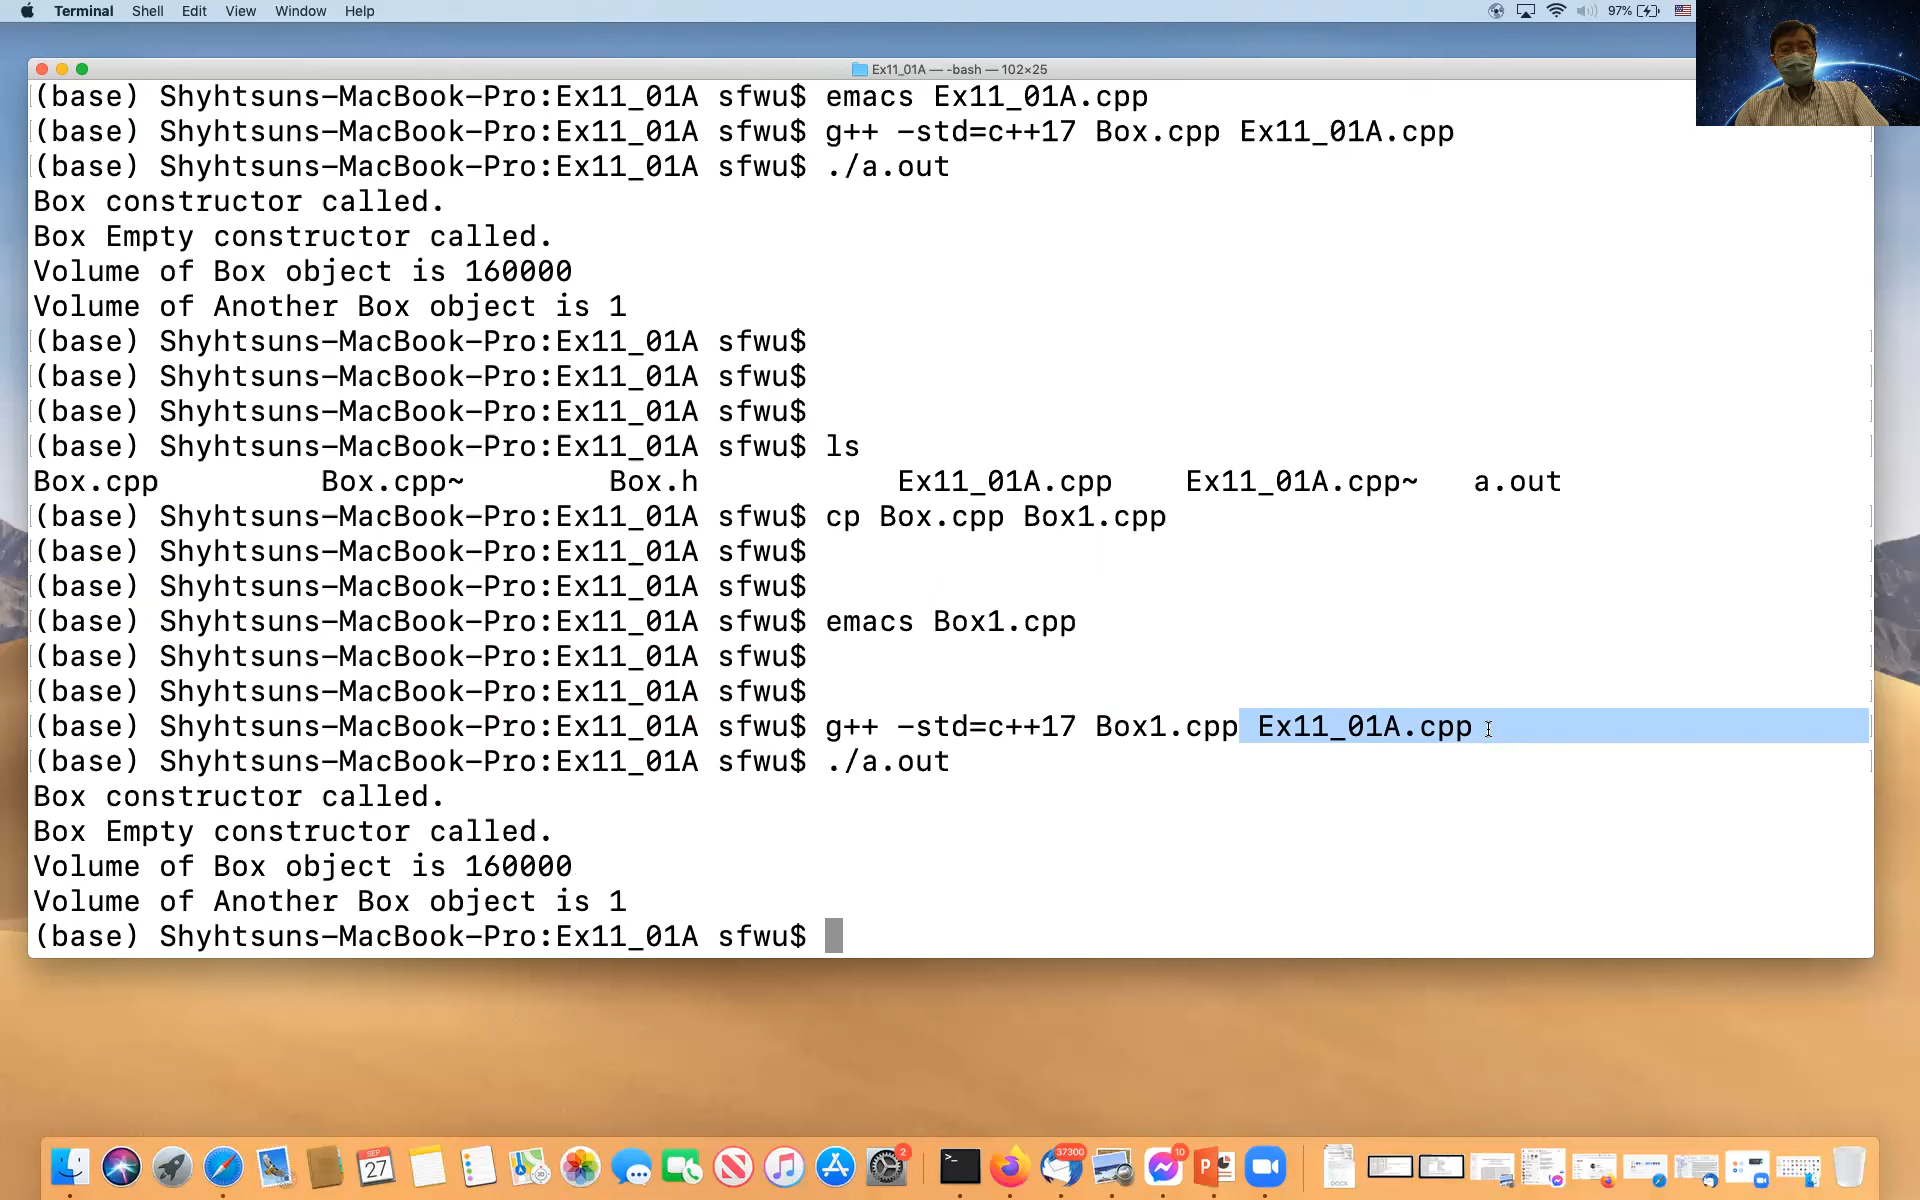 Terminal Shell Edit View Window Help 97%
Ex11_01A — -bash — 102×25
(base) Shyhtsuns-MacBook-Pro:Ex11_01A sfwu$ emacs Ex11_01A.cpp
(base) Shyhtsuns-MacBook-Pro:Ex11_01A sfwu$ g++ -std=c++17 Box.cpp Ex11_01A.cpp
(base) Shyhtsuns-MacBook-Pro:Ex11_01A sfwu$ ./a.out
Box constructor called.
Box Empty constructor called.
Volume of Box object is 160000
Volume of Another Box object is 1
(base) Shyhtsuns-MacBook-Pro:Ex11_01A sfwu$
(base) Shyhtsuns-MacBook-Pro:Ex11_01A sfwu$
(base) Shyhtsuns-MacBook-Pro:Ex11_01A sfwu$
(base) Shyhtsuns-MacBook-Pro:Ex11_01A sfwu$ ls
Box.cpp Box.cpp~ Box.h Ex11_01A.cpp Ex11_01A.cpp~ a.out
(base) Shyhtsuns-MacBook-Pro:Ex11_01A sfwu$ cp Box.cpp Box1.cpp
(base) Shyhtsuns-MacBook-Pro:Ex11_01A sfwu$
(base) Shyhtsuns-MacBook-Pro:Ex11_01A sfwu$
(base) Shyhtsuns-MacBook-Pro:Ex11_01A sfwu$ emacs Box1.cpp
(base) Shyhtsuns-MacBook-Pro:Ex11_01A sfwu$
(base) Shyhtsuns-MacBook-Pro:Ex11_01A sfwu$
(base) Shyhtsuns-MacBook-Pro:Ex11_01A sfwu$ g++ -std=c++17 Box1.cpp Ex11_01A.cpp
(base) Shyhtsuns-MacBook-Pro:Ex11_01A sfwu$ ./a.out
Box constructor called.
Box Empty constructor called.
Volume of Box object is 160000
Volume of Another Box object is 1
(base) Shyhtsuns-MacBook-Pro:Ex11_01A sfwu$
SEP 27 2 >_ 37300 10 P DOCX